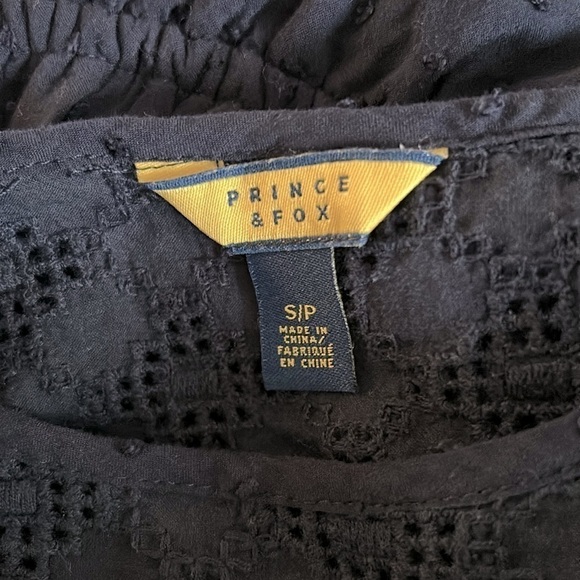 PRINCE
& FOX
S/P
MADE IN
CHINA/
FABRIQUÉ
EN CHINE